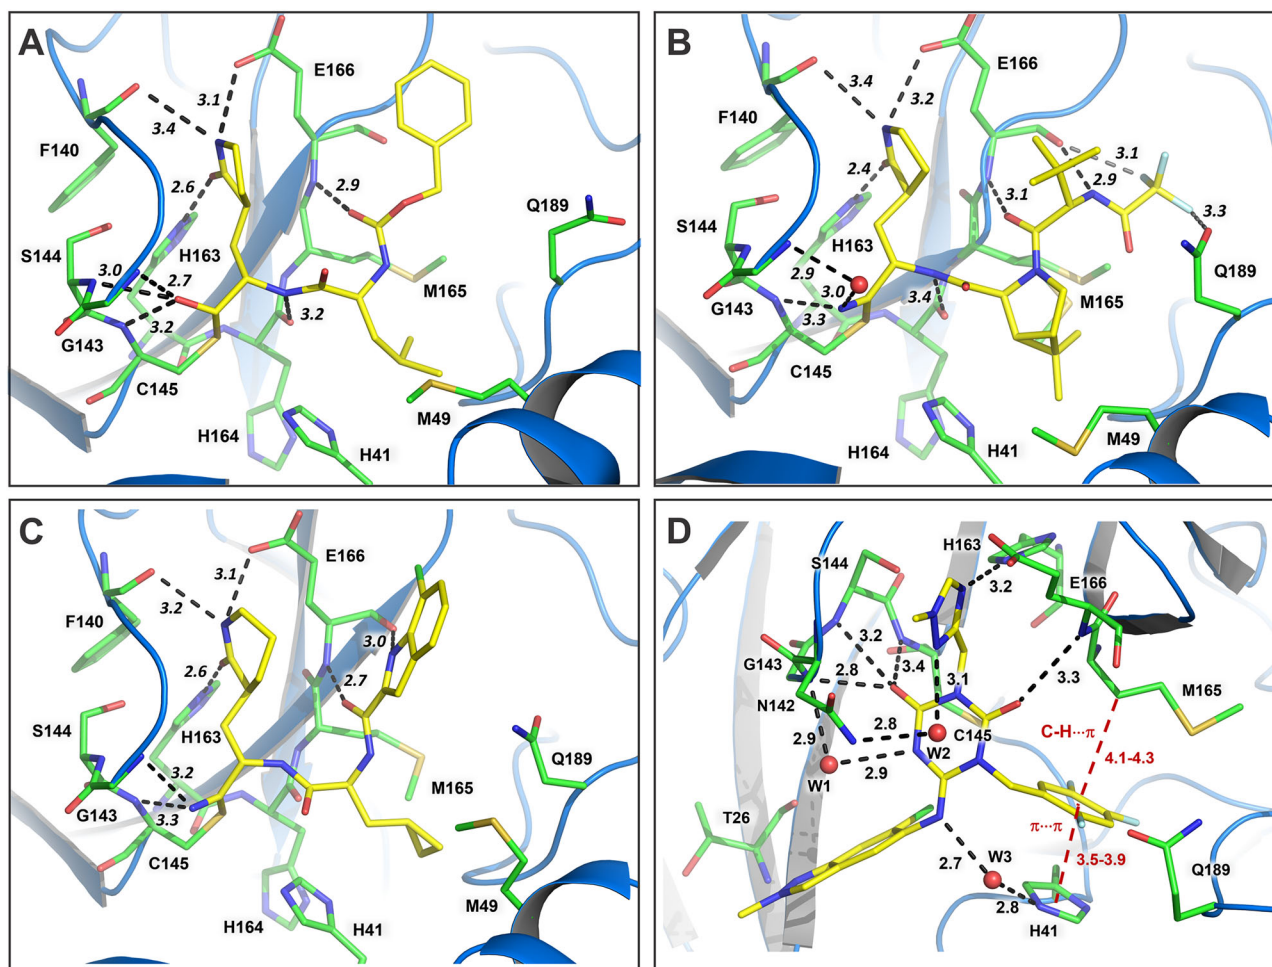 A
E166
3.1
3.4
F140
2.6
2.9
Q189
S144
H163
3.0
2.7
M165
3.2
3.2
G143
C145
M49
H164
H41
B
E166
3.4
3.2
F140
3.1
2.4
2.9
3.1
3.3
S144
H163
Q189
2.9
M165
G143
3.0
3.4
3.3
C145
M49
H164
H41
C
E166
3.1
3.2
F140
3.0
2.6
2.7
S144
H163
Q189
3.2
M165
G143
3.3
C145
M49
H164
H41
D
H163
S144
E166
3.2
3.2
G143
2.8
3.4
3.1
3.3
N142
M165
2.8
C145
C-H···π
W2
2.9
2.9
4.1-4.3
W1
T26
π···π
W3
2.7
3.5-3.9
Q189
2.8
H41